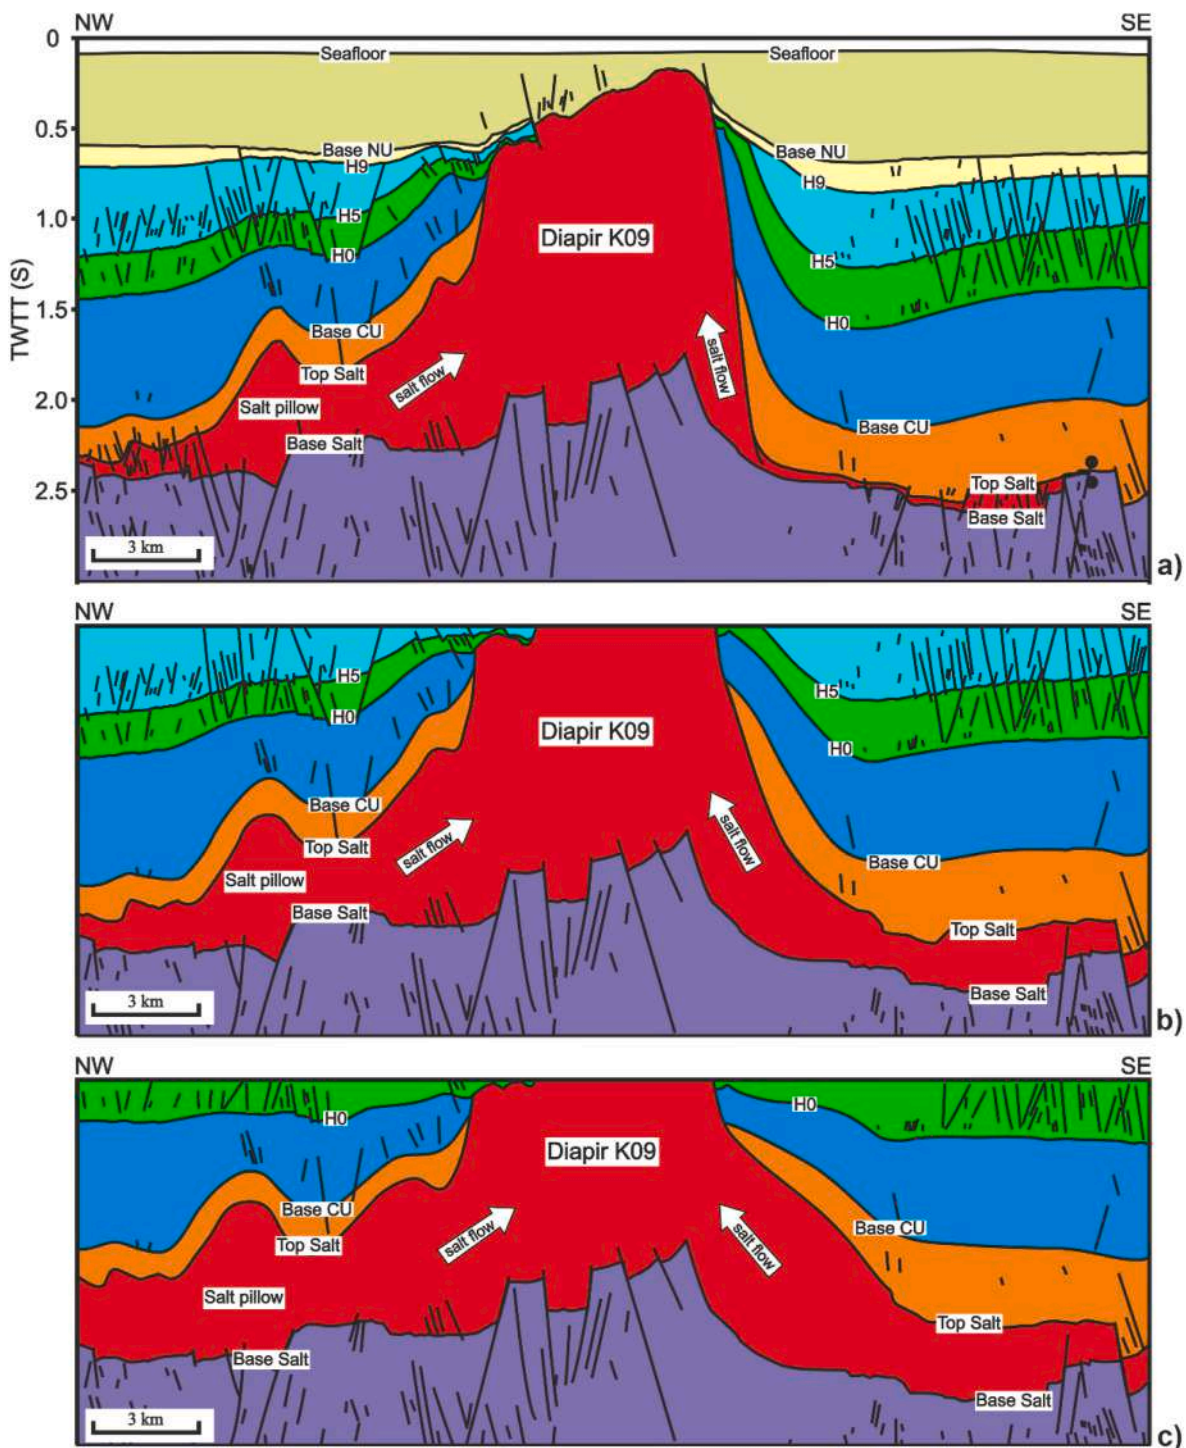 NW SE
0
Seafloor Seafloor
0.5
Base NU Base NU
H9 H9
1.0
H5
Diapir K09
H0 H5
TWTT (S)
1.5
Base CU H0
salt flow salt flow
Top Salt
2.0
Salt pillow
Base CU
Base Salt
2.5
Top Salt
Base Salt
3 km
a)
NW SE
H5 H5
H0
Diapir K09
H0
Base CU
salt flow salt flow
Top Salt
Base CU
Salt pillow
Base Salt
Top Salt
Base Salt
3 km
b)
NW SE
H0 H0
Diapir K09
Base CU
Base CU
salt flow salt flow
Top Salt
Salt pillow
Top Salt
Base Salt
Base Salt
3 km
c)